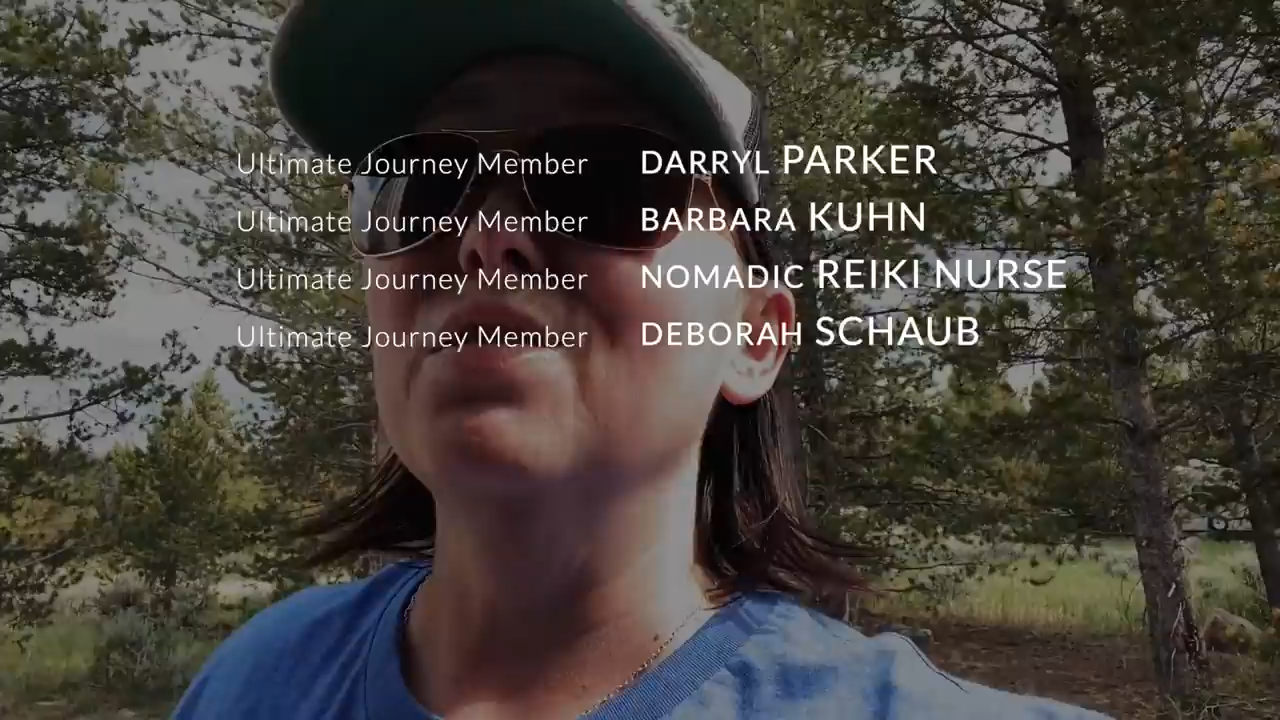 Ultimate Journey Member DARRYL PARKER
Ultimate Journey Member BARBARA KUHN
Ultimate Journey Member NOMADIC REIKI NURSE
Ultimate Journey Member DEBORAH SCHAUB